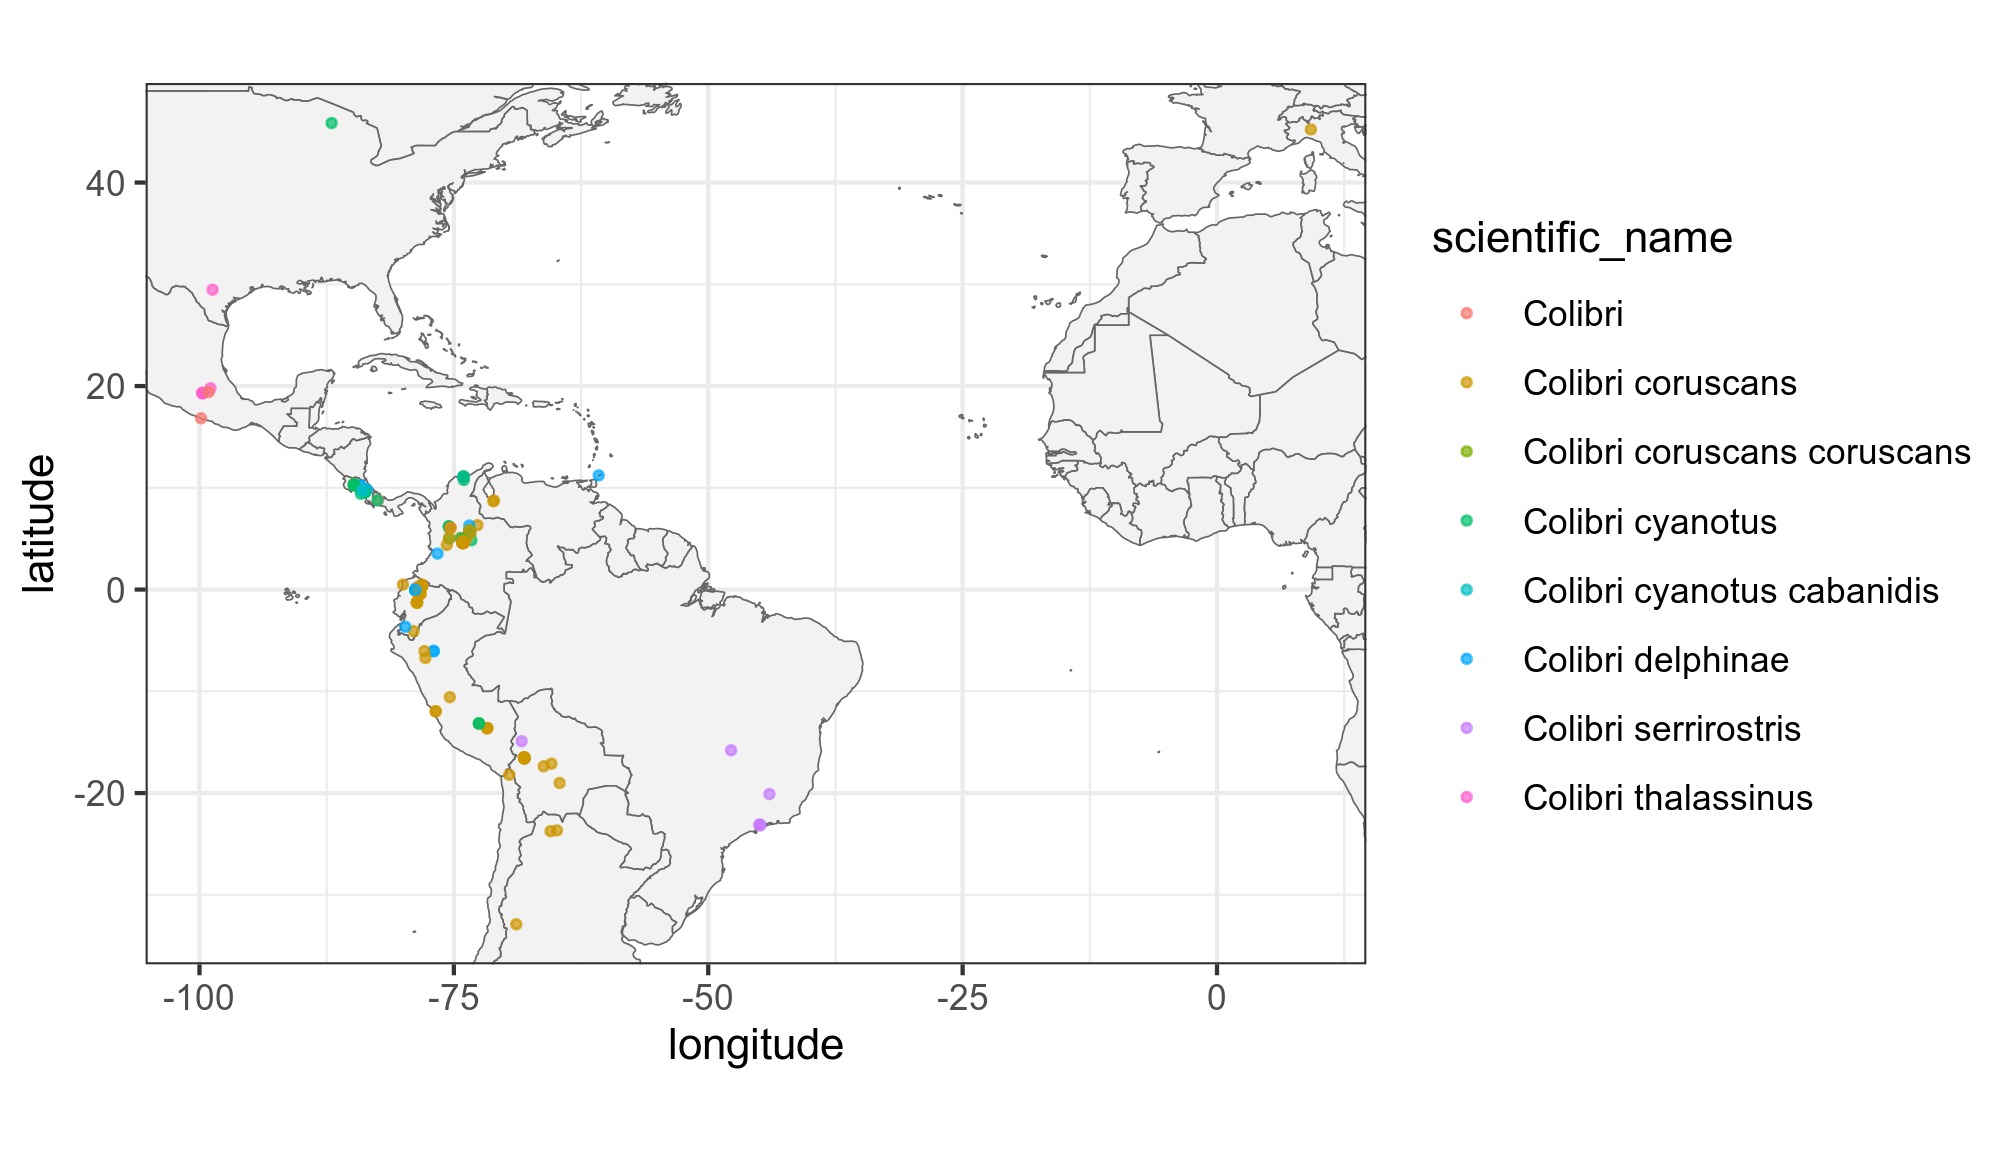 40
20
0
-20
latitude
-100
-75
-50
-25
0
longitude
scientific_name
Colibri
Colibri coruscans
Colibri coruscans coruscans
Colibri cyanotus
Colibri cyanotus cabanidis
Colibri delphinae
Colibri serrirostris
Colibri thalassinus